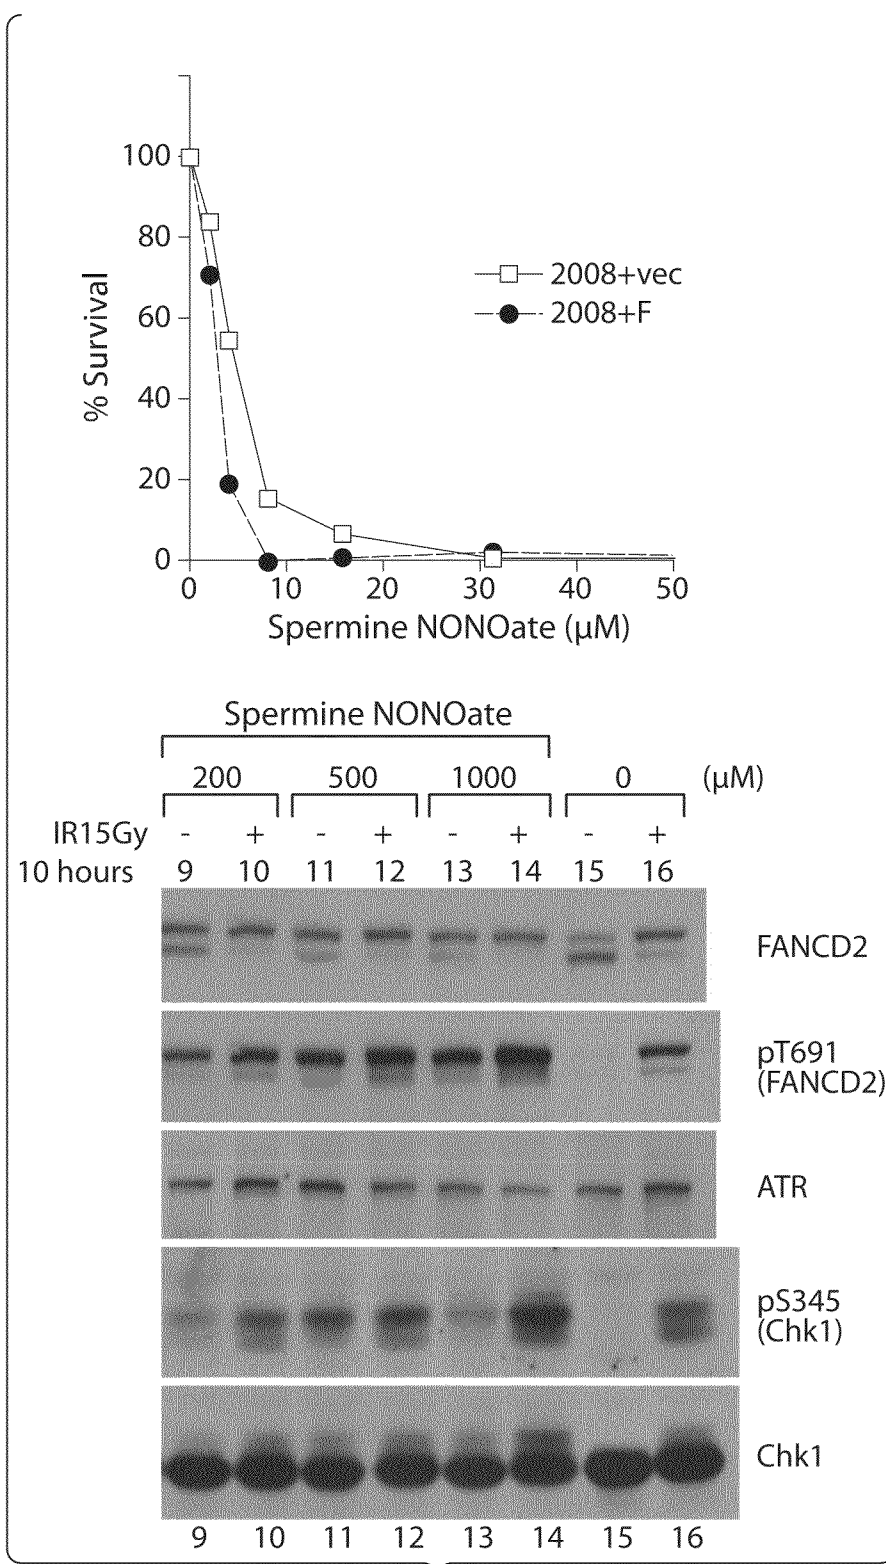 100
80
60
40
20
0
% Survival
2008+vec
2008+F
0 10 20 30 40 50
Spermine NONOate (µM)
Spermine NONOate
200 500 1000 0 (µM)
IR15Gy - + - + - + - +
10 hours 9 10 11 12 13 14 15 16
FANCD2
pT691
(FANCD2)
ATR
pS345
(Chk1)
Chk1
9 10 11 12 13 14 15 16